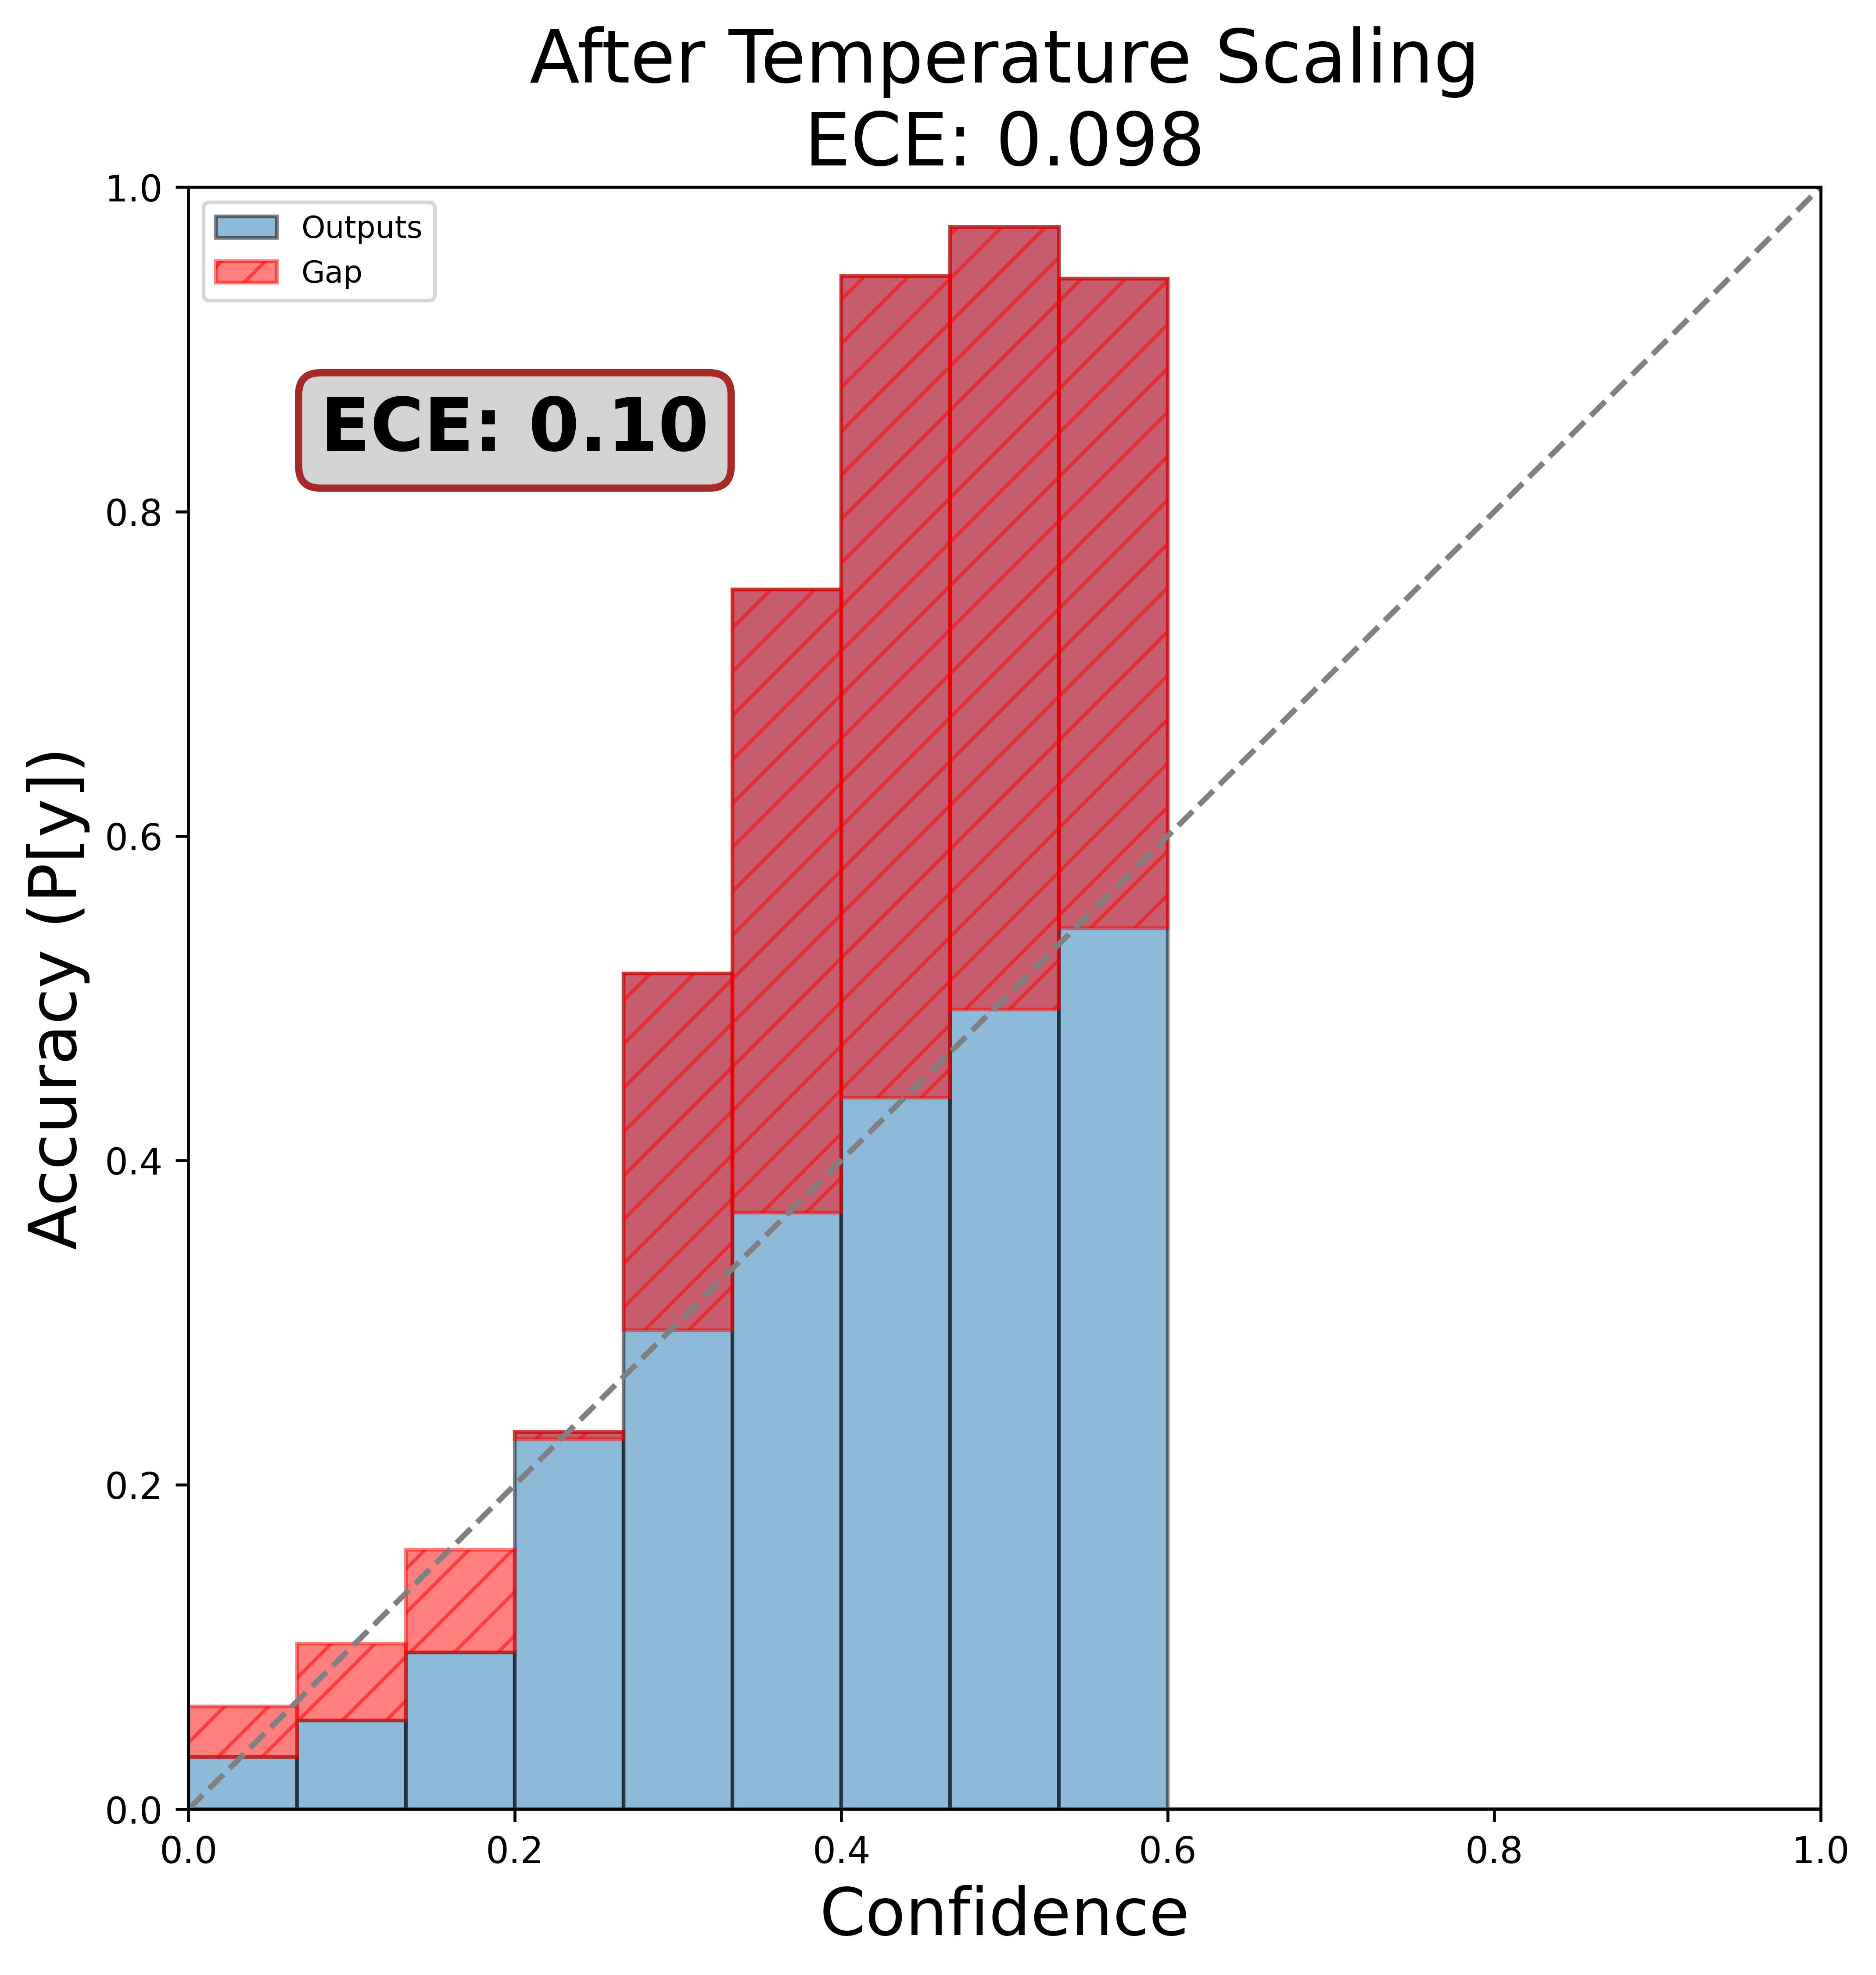 After Temperature Scaling
ECE: 0.098
Outputs
Gap
ECE: 0.10
Accuracy (P[y])
1.0
0.8
0.6
0.4
0.2
0.0
0.0 0.2 0.4 0.6 0.8 1.0
Confidence